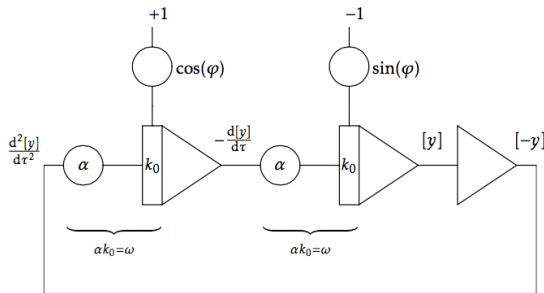 +1
−1
cos(φ)
sin(φ)
d²[y]
dτ²
α
k₀
−d[y]
dτ
α
k₀
[y]
[−y]
αk₀=ω
αk₀=ω